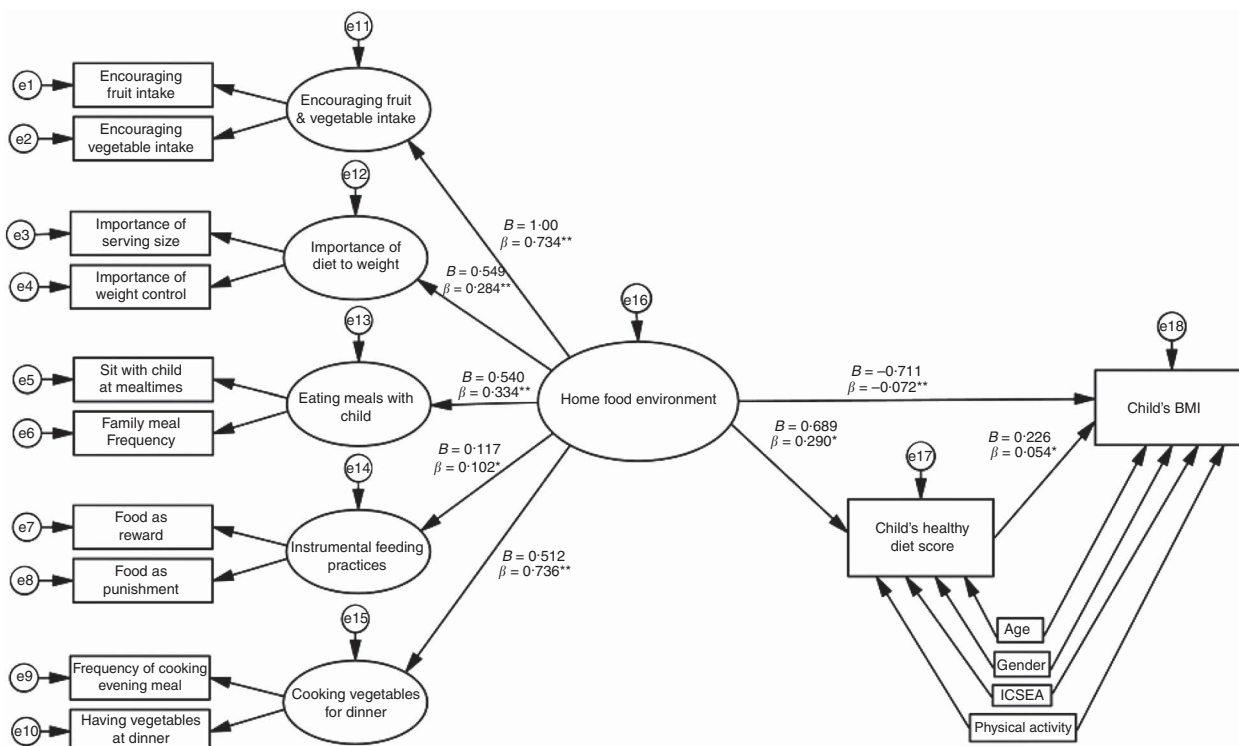 e11
e1
Encouraging
fruit intake
Encouraging fruit
& vegetable intake
e2
Encouraging
vegetable intake
e12
e3
Importance of
serving size
Importance of
diet to weight
e4
Importance of
weight control
B = 1·00
β = 0·734**
B = 0·549
β = 0·284**
e13
e16
e18
e5
Sit with child
at mealtimes
Eating meals with
child
e6
Family meal
Frequency
B = 0·540
β = 0·334**
Home food environment
B = –0·711
β = –0·072**
Child's BMI
B = 0·117
β = 0·102*
B = 0·689
β = 0·290*
B = 0·226
β = 0·054*
e14
e17
e7
Food as
reward
Instrumental feeding
practices
e8
Food as
punishment
Child's healthy
diet score
B = 0·512
β = 0·736**
e15
e9
Frequency of cooking
evening meal
Cooking vegetables
for dinner
e10
Having vegetables
at dinner
Age
Gender
ICSEA
Physical activity